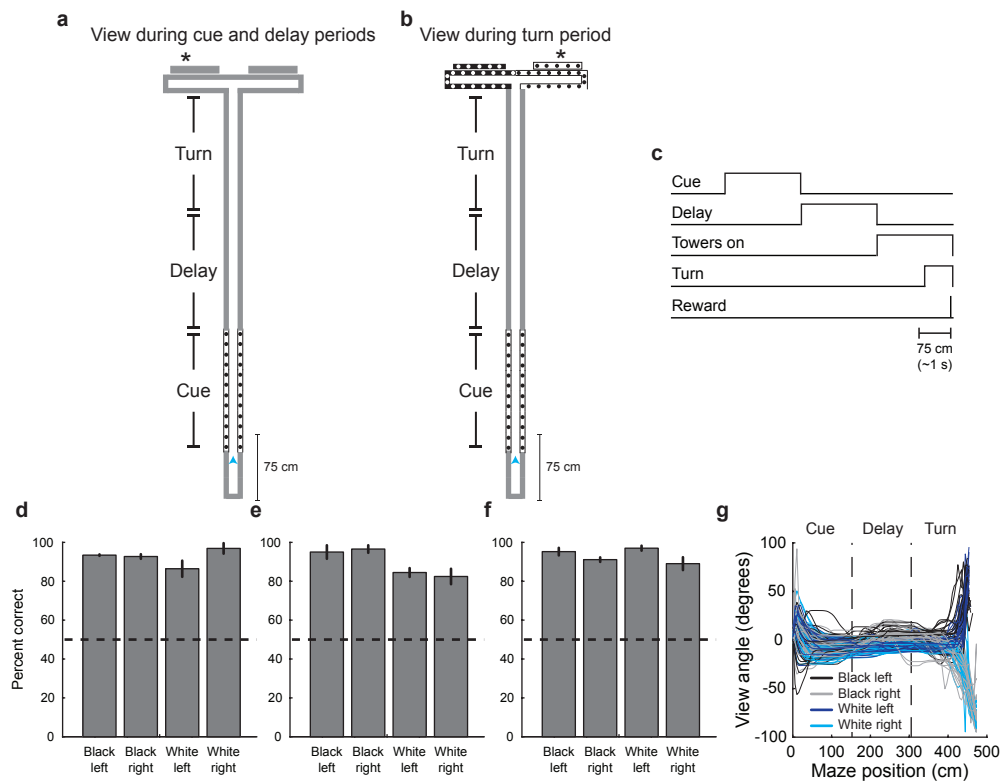 a
View during cue and delay periods
*
Turn
Delay
Cue
75 cm
b
View during turn period
*
Turn
Delay
Cue
75 cm
c
Cue
Delay
Towers on
Turn
Reward
75 cm
(~1 s)
d
100
80
60
40
20
0
Percent correct
Black left
Black right
White left
White right
e
100
80
60
40
20
0
Black left
Black right
White left
White right
f
100
80
60
40
20
0
Black left
Black right
White left
White right
g
Cue Delay Turn
100
50
0
-50
-100
View angle (degrees)
Black left
Black right
White left
White right
0 100 200 300 400 500
Maze position (cm)